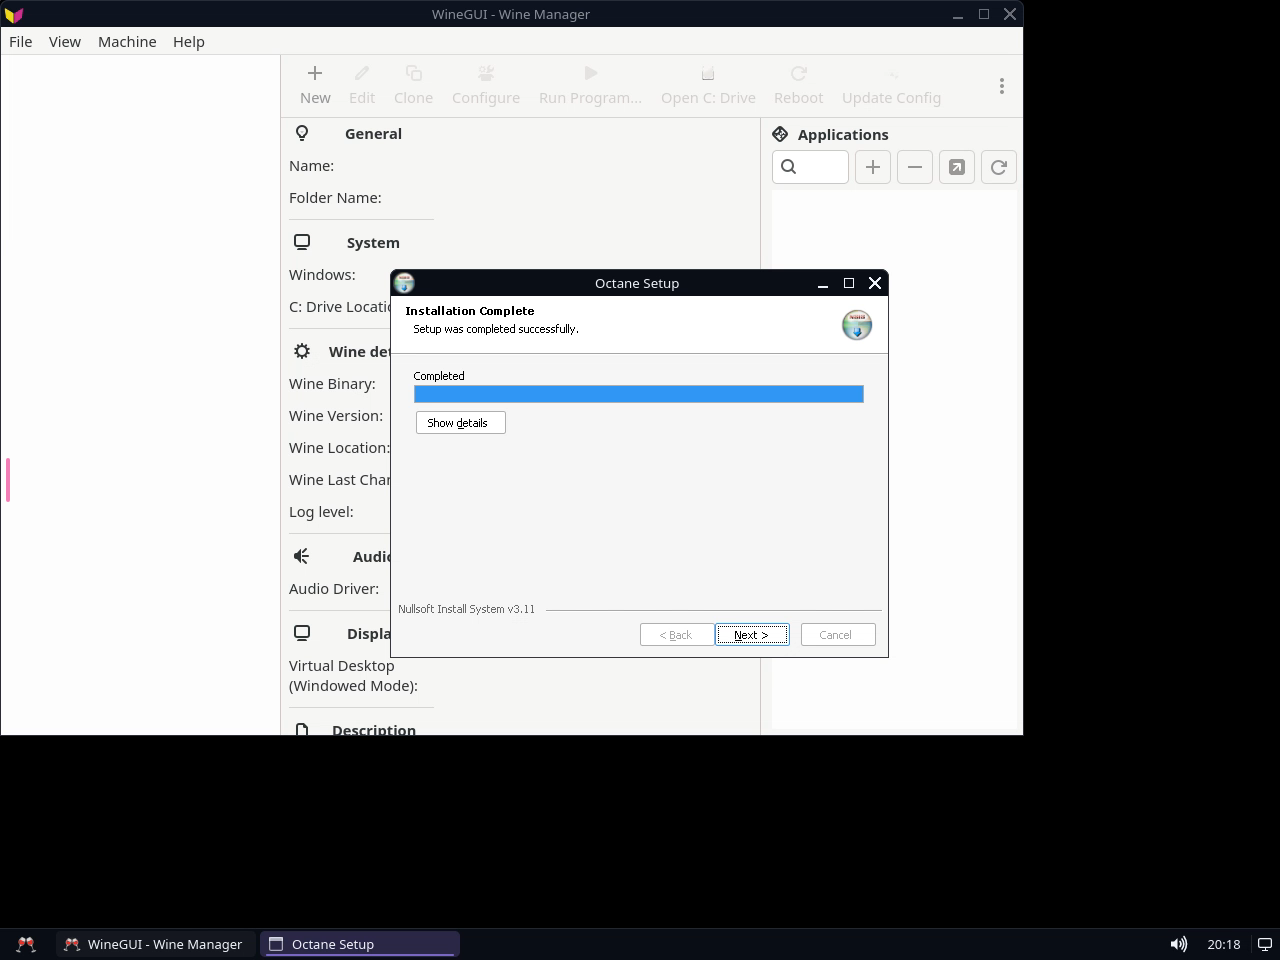 WineGUI - Wine Manager
File View Machine Help
New Edit Clone Configure Run Program... Open C: Drive Reboot Update Config
General
Name:
Folder Name:
System
Windows:
C: Drive Locatio
Wine det
Wine Binary:
Wine Version:
Wine Location:
Wine Last Char
Log level:
Audio
Audio Driver:
Displa
Virtual Desktop
(Windowed Mode):
Description
Applications
Octane Setup
Installation Complete
Setup was completed successfully.
Completed
Show details
Nullsoft Install System v3.11
< Back Next > Cancel
WineGUI - Wine Manager Octane Setup 20:18